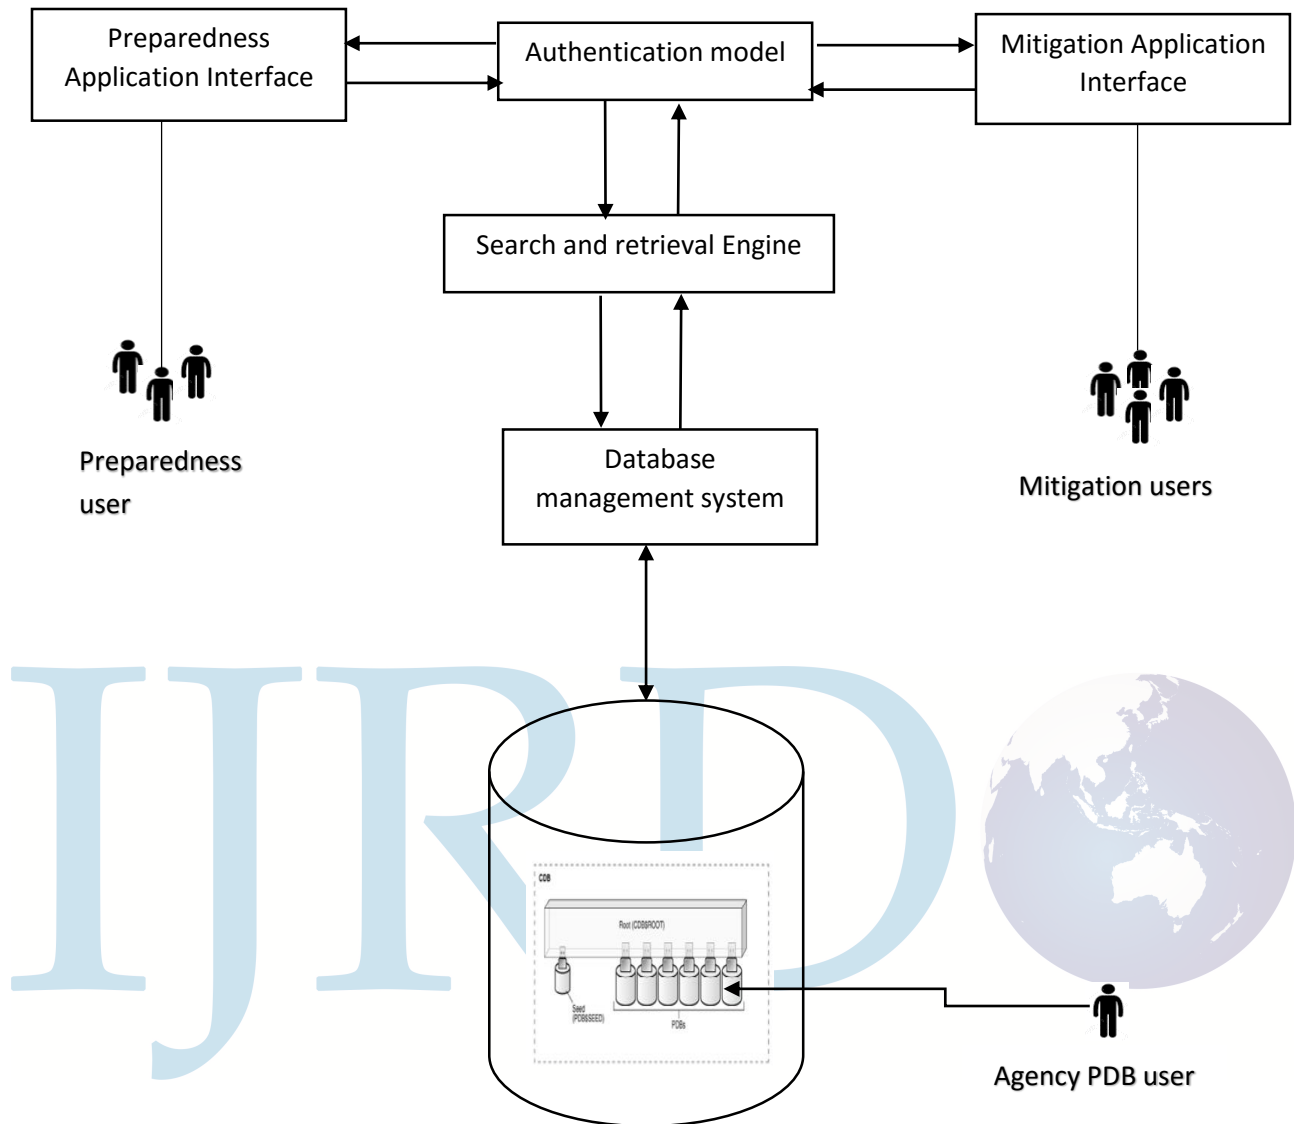 Preparedness
Application Interface
Authentication model
Mitigation Application
Interface
Search and retrieval Engine
Preparedness
user
Mitigation users
Database
management system
IJRD
CDB
Root (CDB$ROOT)
Seed
(PDB$SEED)
PDBs
Agency PDB user